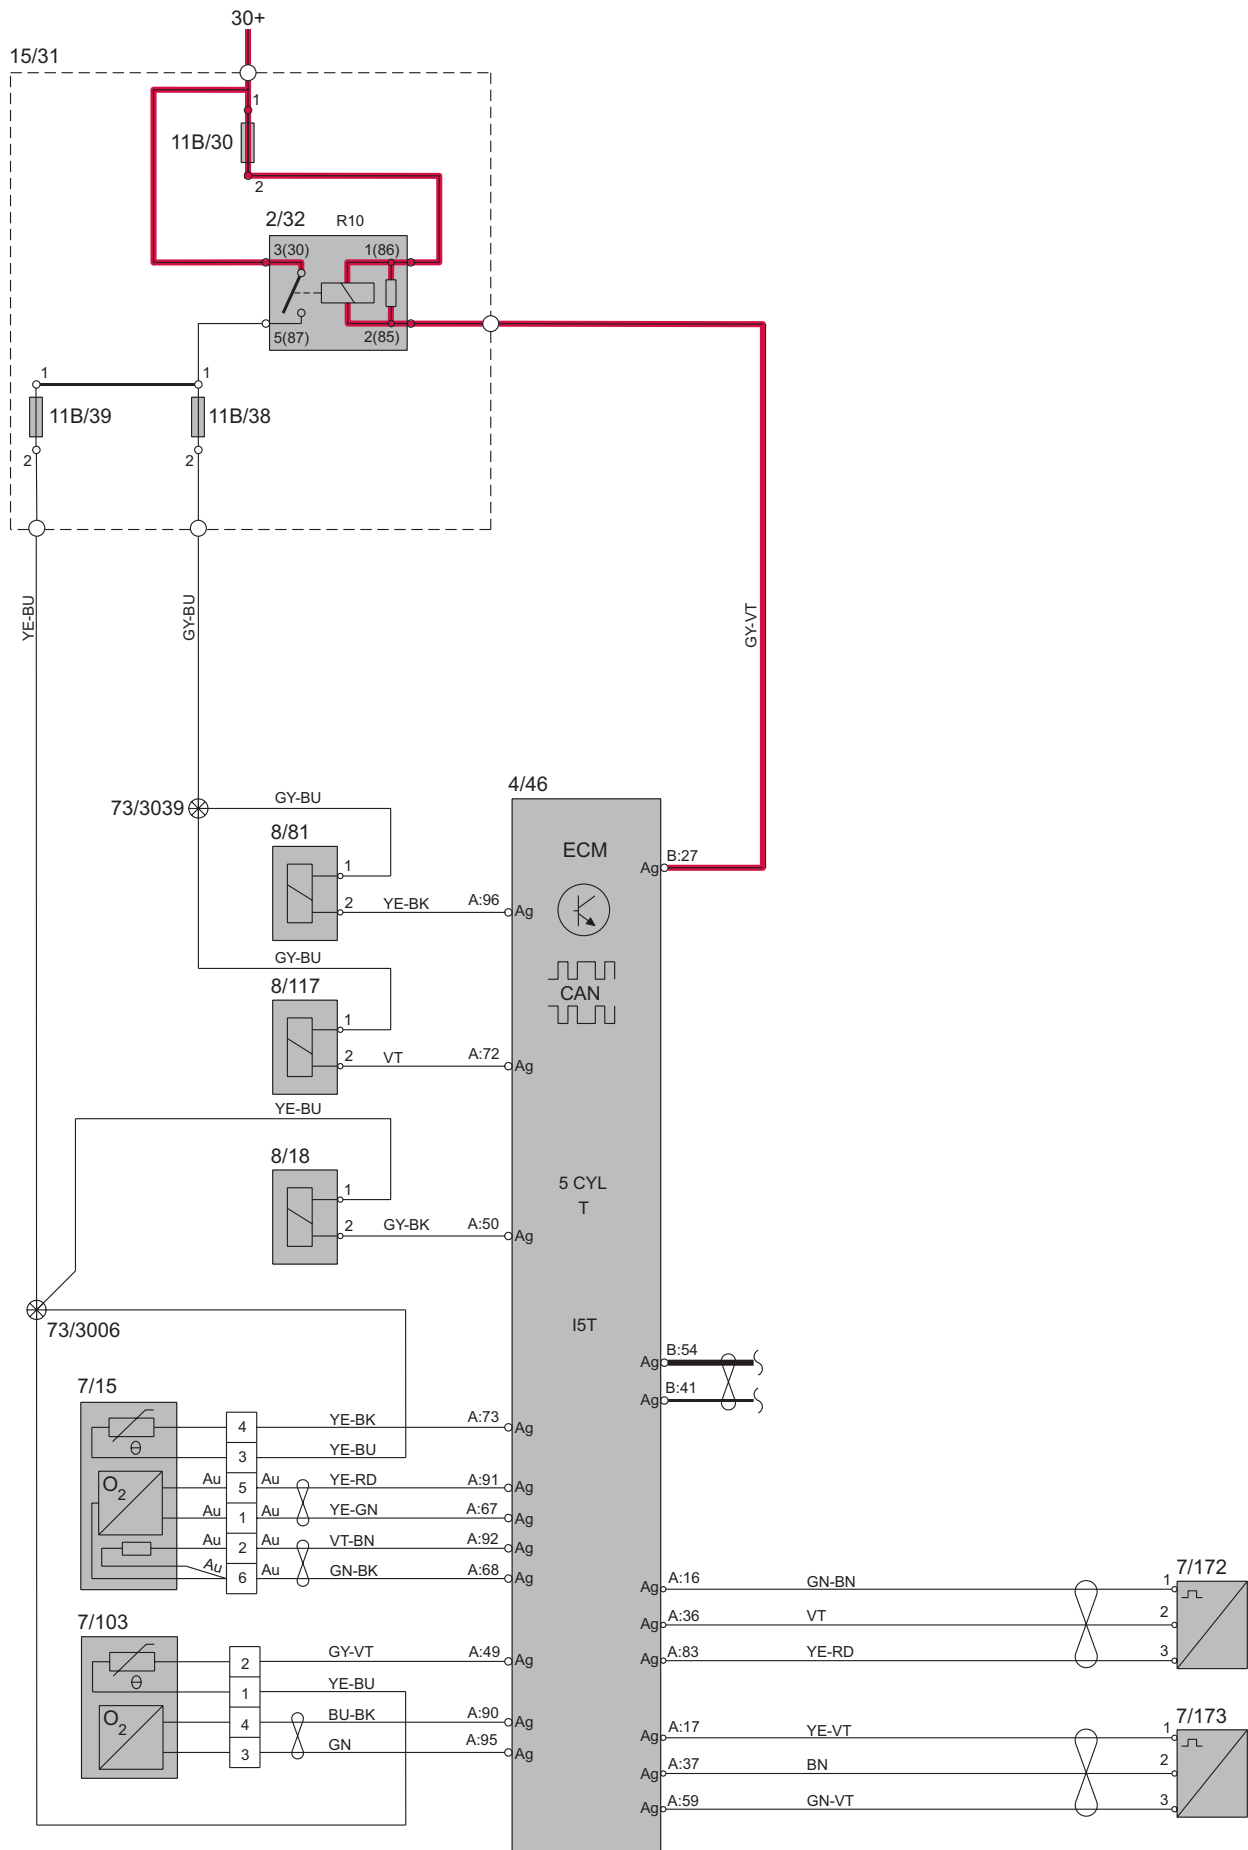 30+
15/31
1
11B/30
2
2/32 R10
3(30) 1(86)
5(87) 2(85)
1 1
11B/39 11B/38
2 2
YE-BU
GY-BU
GY-VT
4/46
73/3039 GY-BU
8/81
ECM
Ag B:27
1
2 YE-BK A:96 Ag
GY-BU
8/117
CAN
1
2 VT A:72 Ag
YE-BU
8/18
5 CYL
T
1
2 GY-BK A:50 Ag
73/3006
I5T
Ag B:54
Ag B:41
7/15
4 YE-BK A:73 Ag
Θ
3 YE-BU
O2
Au 5 Au YE-RD A:91 Ag
Au 1 Au YE-GN A:67 Ag
Au 2 Au VT-BN A:92 Ag
Au 6 Au GN-BK A:68 Ag
7/172
Ag A:16 GN-BN 1
Ag A:36 VT 2
Ag A:83 YE-RD 3
7/103
2 GY-VT A:49 Ag
Θ
1 YE-BU
O2
4 BU-BK A:90 Ag
3 GN A:95 Ag
7/173
Ag A:17 YE-VT 1
Ag A:37 BN 2
Ag A:59 GN-VT 3